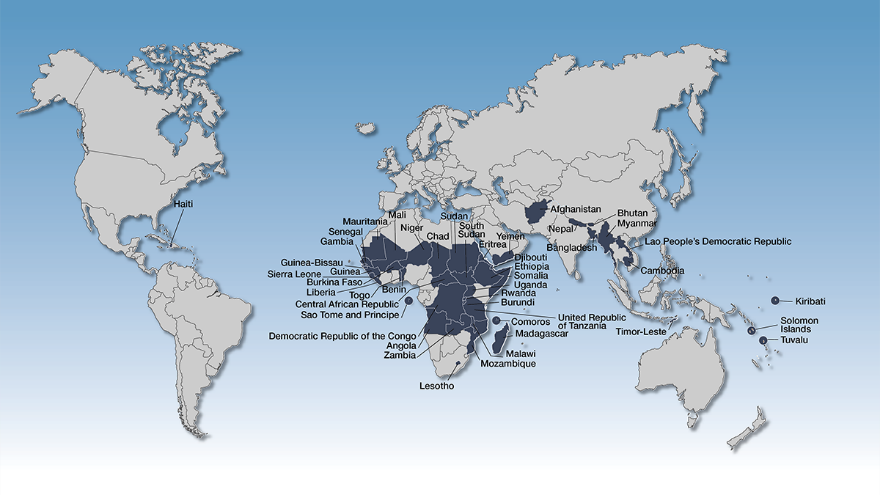 Haiti
Mauritania
Mali
Niger
Chad
Sudan
South
Sudan
Eritrea
Yemen
Senegal
Gambia
Guinea-Bissau
Guinea
Sierra Leone
Burkina Faso
Liberia
Togo
Benin
Central African Republic
Sao Tome and Principe
Democratic Republic of the Congo
Angola
Zambia
Lesotho
Djibouti
Ethiopia
Somalia
Uganda
Rwanda
Burundi
United Republic
of Tanzania
Comoros
Madagascar
Malawi
Mozambique
Afghanistan
Nepal
Bhutan
Myanmar
Bangladesh
Lao People's Democratic Republic
Cambodia
Timor-Leste
Kiribati
Solomon
Islands
Tuvalu